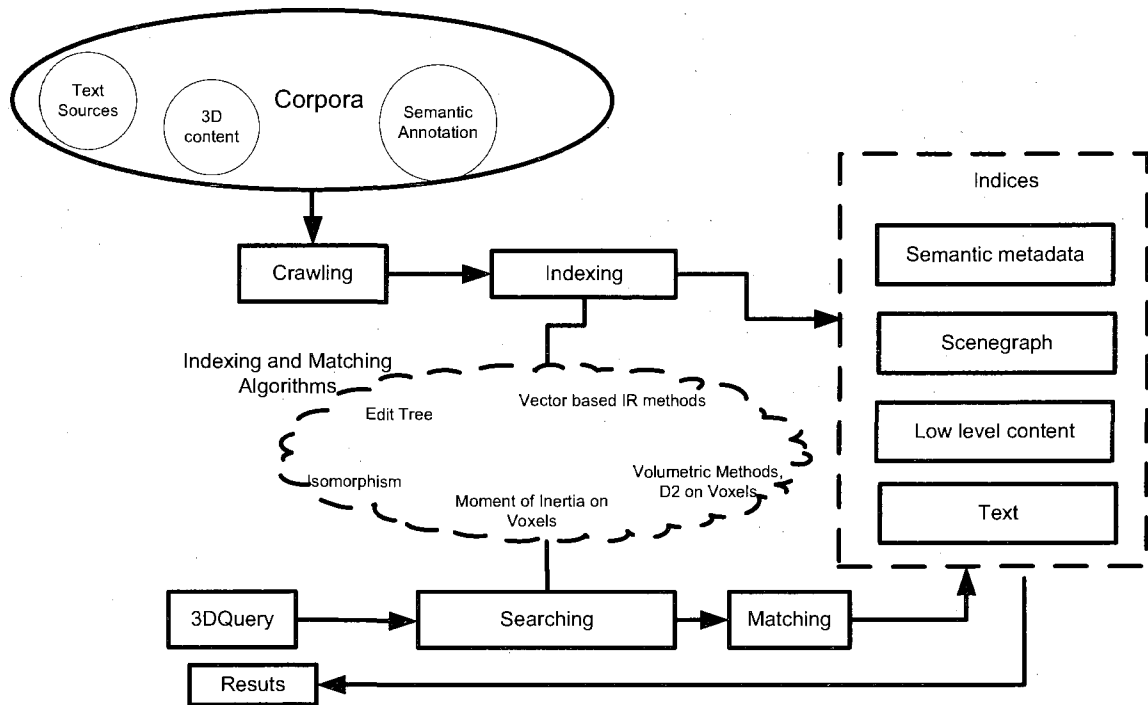 Text
Sources
3D
content
Corpora
Semantic
Annotation
Indices
Crawling
Indexing
Semantic metadata
Scenegraph
Low level content
Text
Indexing and Matching
Algorithms
Edit Tree
Vector based IR methods
Isomorphism
Moment of Inertia on
Voxels
Volumetric Methods,
D2 on Voxels
3DQuery
Searching
Matching
Resuts